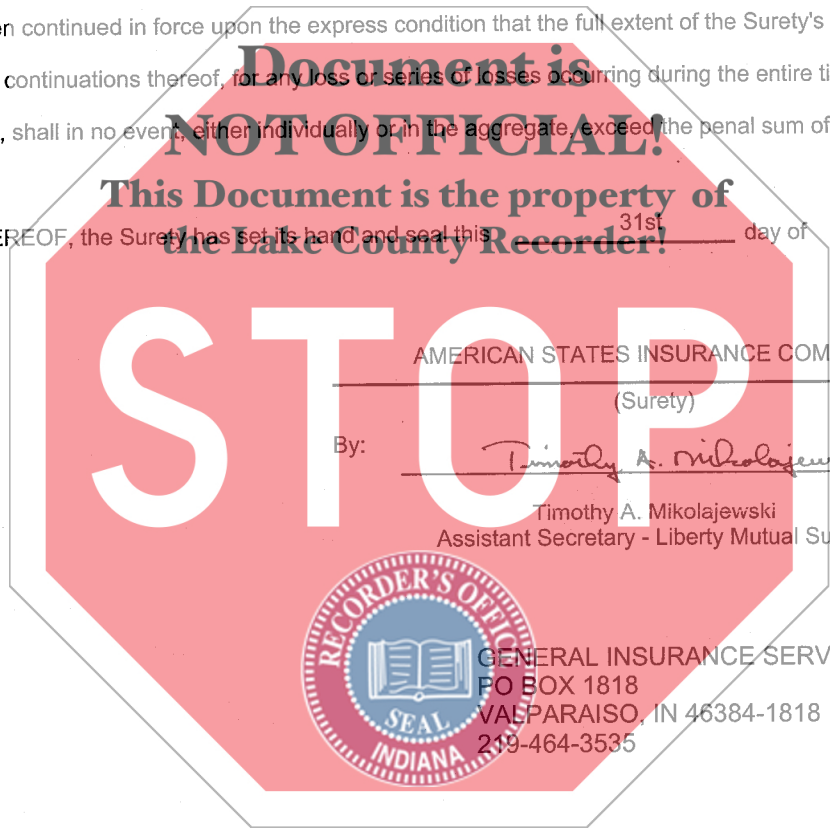 n continued in force upon the express condition that the full extent of the Surety's
Document is
continuations thereof, for any loss or series of losses occurring during the entire
, shall in no event, either individually or in the aggregate, exceed the penal sum of
NOT OFFICIAL!
This Document is the property of
EREOF, the Surety has set its hand and seal this 31st day of
the Lake County Recorder!
STOP
AMERICAN STATES INSURANCE COM
(Surety)
By: Timothy A. Mikolajew
Timothy A. Mikolajewski
Assistant Secretary - Liberty Mutual Su
RECORDER'S OFFICE
SEAL
INDIANA
GENERAL INSURANCE SERV
PO BOX 1818
VALPARAISO, IN 46384-1818
219-464-3535